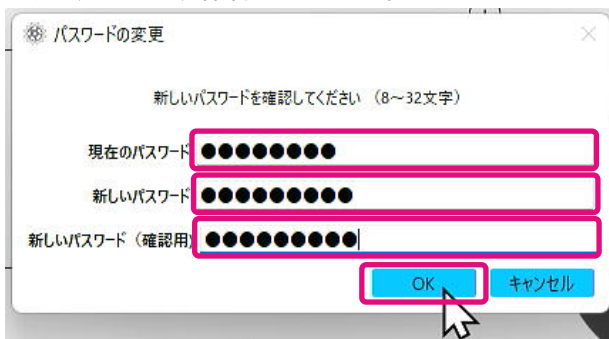 パスワードの変更
新しいパスワードを確認してください （8～32文字）
現在のパスワード ●●●●●●●●
新しいパスワード ●●●●●●●●●
新しいパスワード（確認用） ●●●●●●●●●
OK キャンセル